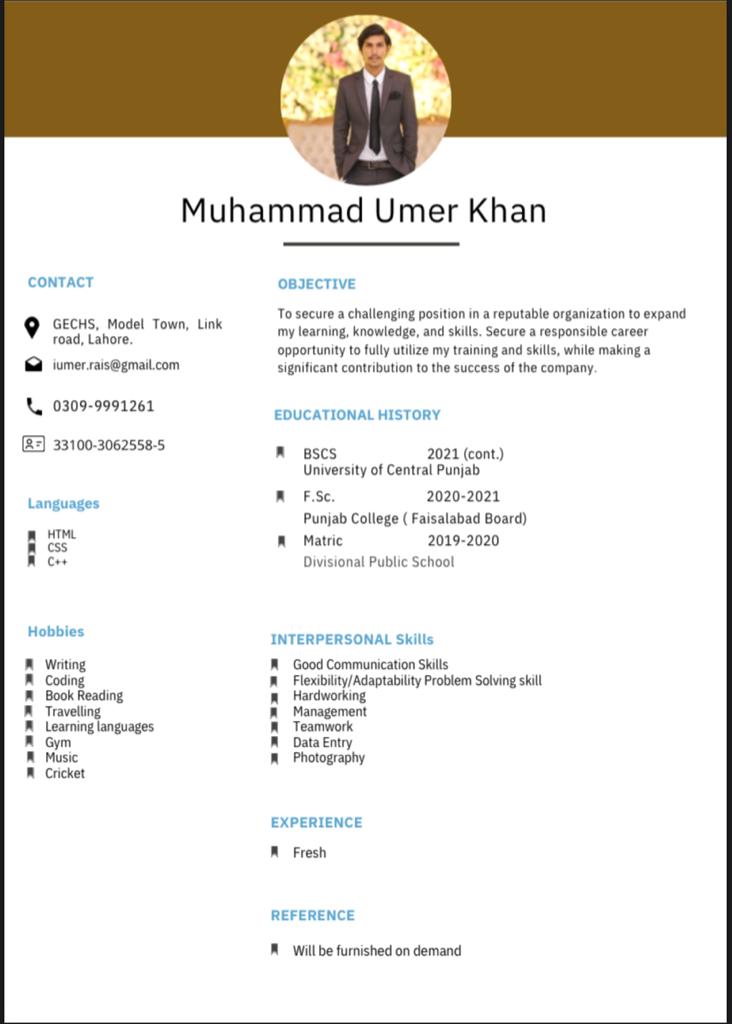 Muhammad Umer Khan
CONTACT
GECHS, Model Town, Link
road, Lahore.
iumer.rais@gmail.com
0309-9991261
33100-3062558-5
Languages
HTML
CSS
C++
Hobbies
Writing
Coding
Book Reading
Travelling
Learning languages
Gym
Music
Cricket
OBJECTIVE
To secure a challenging position in a reputable organization to expand
my learning, knowledge, and skills. Secure a responsible career
opportunity to fully utilize my training and skills, while making a
significant contribution to the success of the company.
EDUCATIONAL HISTORY
BSCS 2021 (cont.)
University of Central Punjab
F.Sc. 2020-2021
Punjab College ( Faisalabad Board)
Matric 2019-2020
Divisional Public School
INTERPERSONAL Skills
Good Communication Skills
Flexibility/Adaptability Problem Solving skill
Hardworking
Management
Teamwork
Data Entry
Photography
EXPERIENCE
Fresh
REFERENCE
Will be furnished on demand